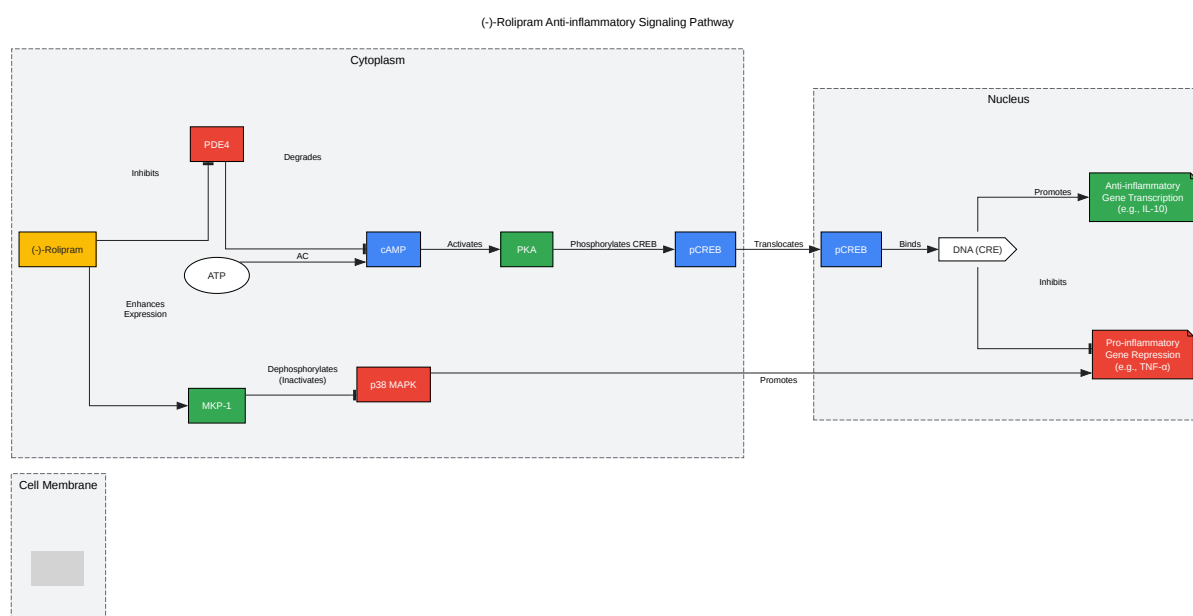 (-)-Rolipram Anti-inflammatory Signaling Pathway
Cytoplasm
Nucleus
PDE4
Degrades
Inhibits
Anti-inflammatory
Gene Transcription
(e.g., IL-10)
Promotes
(-)-Rolipram
cAMP
Activates
PKA
Phosphorylates CREB
pCREB
Translocates
pCREB
Binds
DNA (CRE)
AC
ATP
Inhibits
Enhances
Expression
Pro-inflammatory
Gene Repression
(e.g., TNF-α)
Dephosphorylates
(Inactivates)
p38 MAPK
Promotes
MKP-1
Cell Membrane